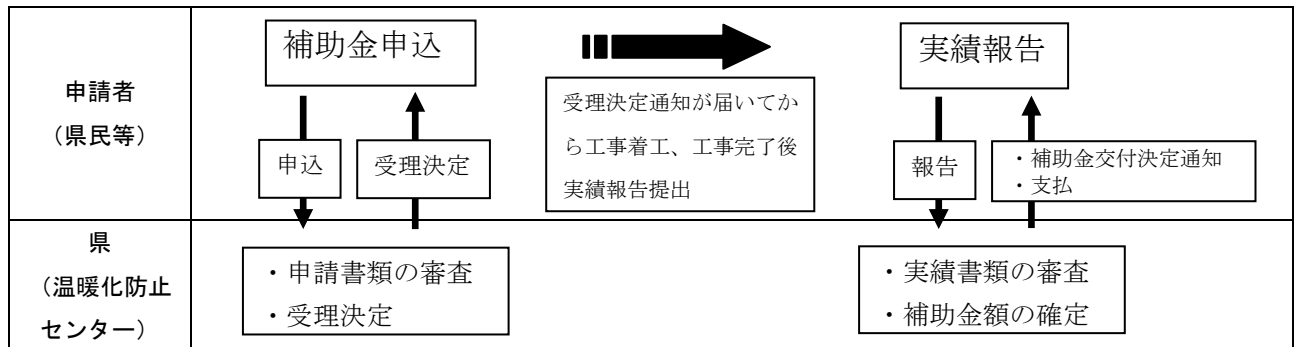 申請者
（県民等）
補助金申込
実績報告
受理決定通知が届いてか
ら工事着工、工事完了後
実績報告提出
申込
受理決定
報告
・補助金交付決定通知
・支払
県
（温暖化防止
センター）
・申請書類の審査
・受理決定
・実績書類の審査
・補助金額の確定